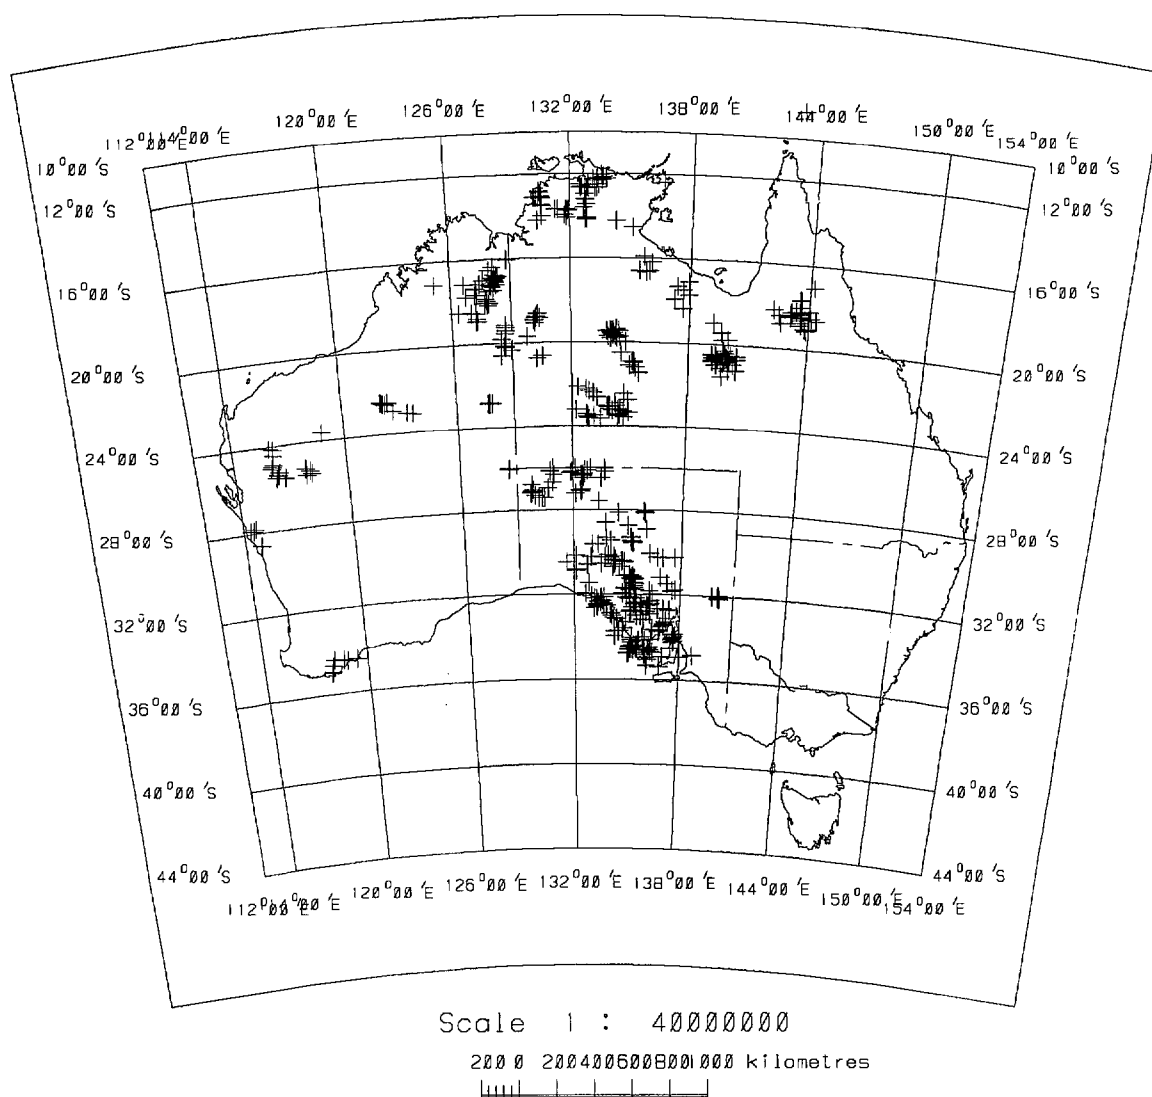 112°00'E 114°00'E 120°00'E 126°00'E 132°00'E 138°00'E 144°00'E 150°00'E 154°00'E
10°00'S 10°00'S
12°00'S 12°00'S
16°00'S 16°00'S
20°00'S 20°00'S
24°00'S 24°00'S
28°00'S 28°00'S
32°00'S 32°00'S
36°00'S 36°00'S
40°00'S 40°00'S
44°00'S 44°00'S
112°00'E 114°00'E 120°00'E 126°00'E 132°00'E 138°00'E 144°00'E 150°00'E 154°00'E
Scale 1 : 40000000
200 0 200 400 600 800 1000 kilometres